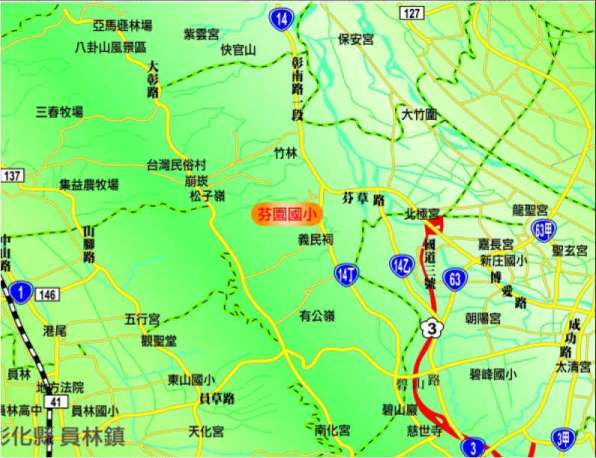 14
127
亞馬遜林場
紫雲宮
保安宮
八卦山風景區
快官山
大彰路
彰南路一段
三春牧場
大竹圍
竹林
台灣民俗村
137
崩崁
集益農牧場
松子嶺
芬草路
芬園國小
北極宮
龍聖宮
63甲
中山路
山腳路
義民祠
國道三號
嘉長宮
聖玄宮
新庄國小
14丁
14乙
63
博愛路
1
146
五行宮
有公嶺
朝陽宮
港尾
觀聖堂
3
成功路
員林
地方法院
東山國小
碧山路
碧峰國小
太清宮
41
員草路
員林高中
員林國小
碧山巖
彰化縣 員林鎮
天化宮
南化宮
慈世寺
3
3甲